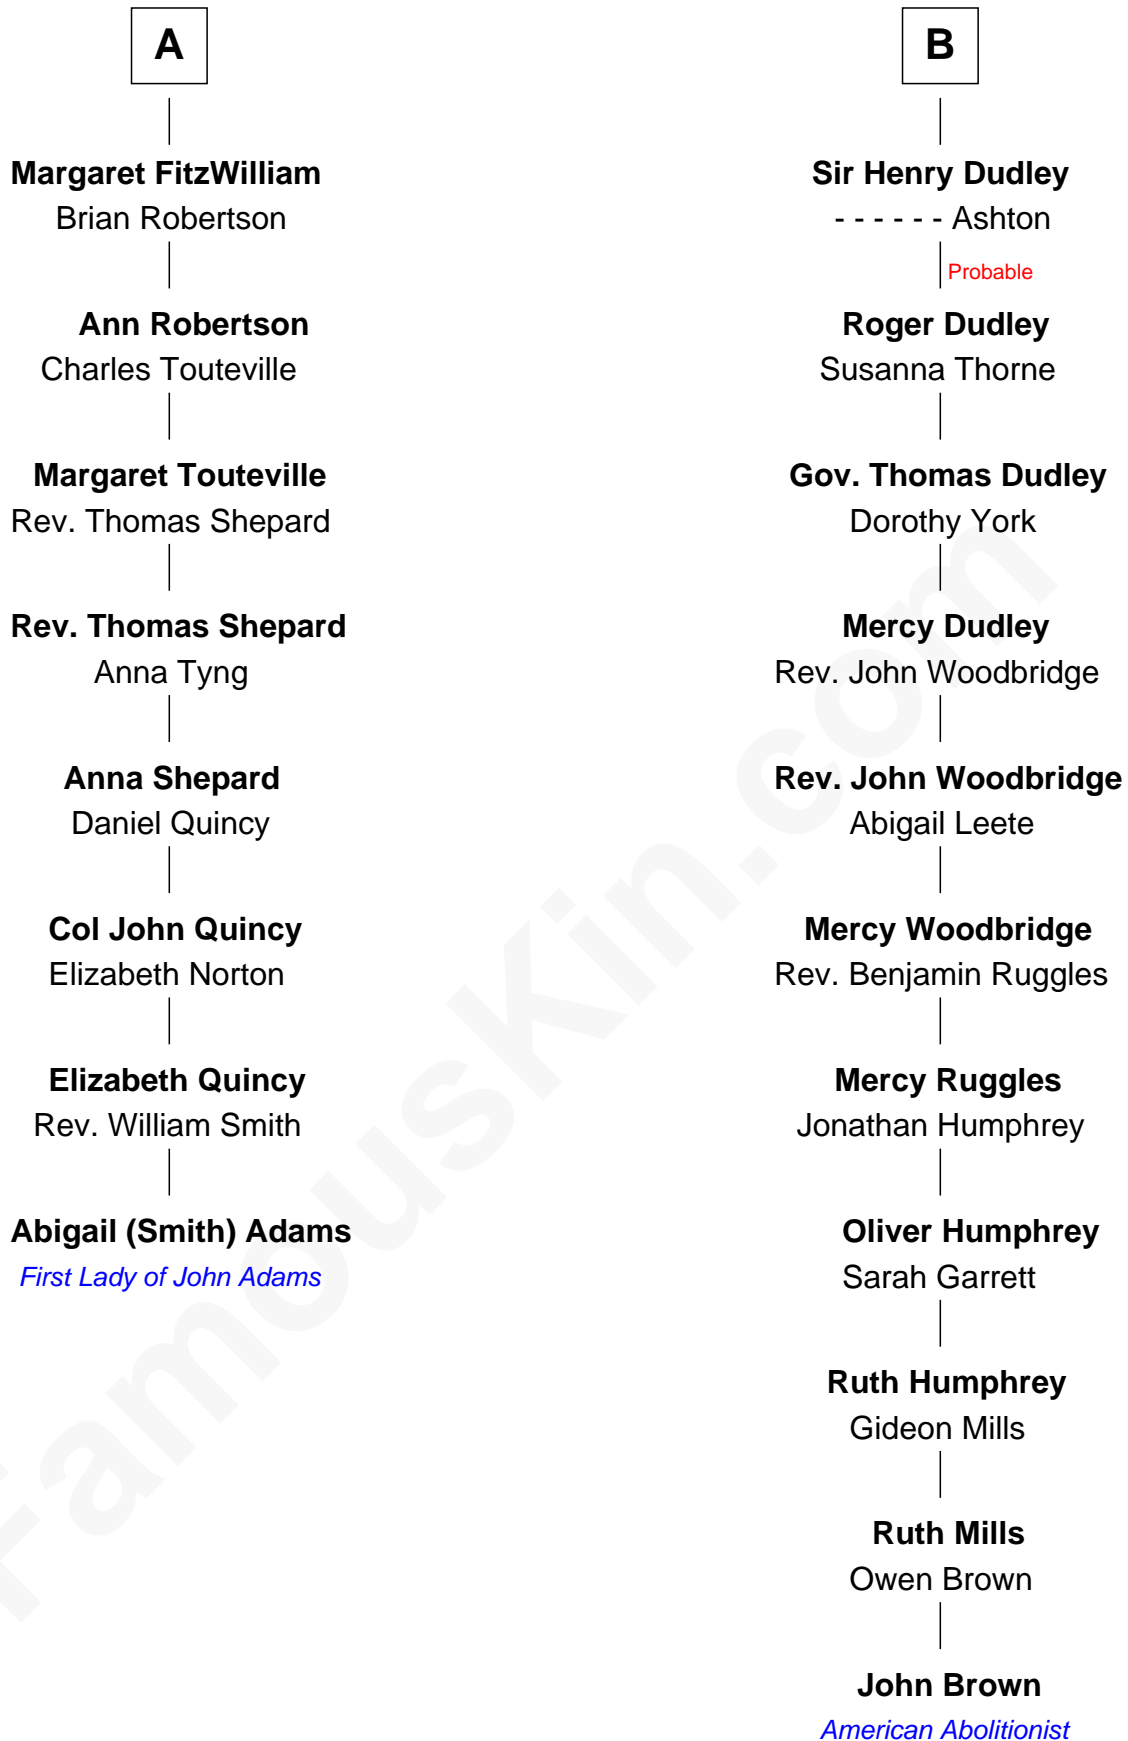 A
Margaret FitzWilliam
Brian Robertson
Ann Robertson
Charles Touteville
Margaret Touteville
Rev. Thomas Shepard
Rev. Thomas Shepard
Anna Tyng
Anna Shepard
Daniel Quincy
Col John Quincy
Elizabeth Norton
Elizabeth Quincy
Rev. William Smith
Abigail (Smith) Adams
First Lady of John Adams
B
Sir Henry Dudley
- - - - - - Ashton
Probable
Roger Dudley
Susanna Thorne
Gov. Thomas Dudley
Dorothy York
Mercy Dudley
Rev. John Woodbridge
Rev. John Woodbridge
Abigail Leete
Mercy Woodbridge
Rev. Benjamin Ruggles
Mercy Ruggles
Jonathan Humphrey
Oliver Humphrey
Sarah Garrett
Ruth Humphrey
Gideon Mills
Ruth Mills
Owen Brown
John Brown
American Abolitionist
FamousKin.com